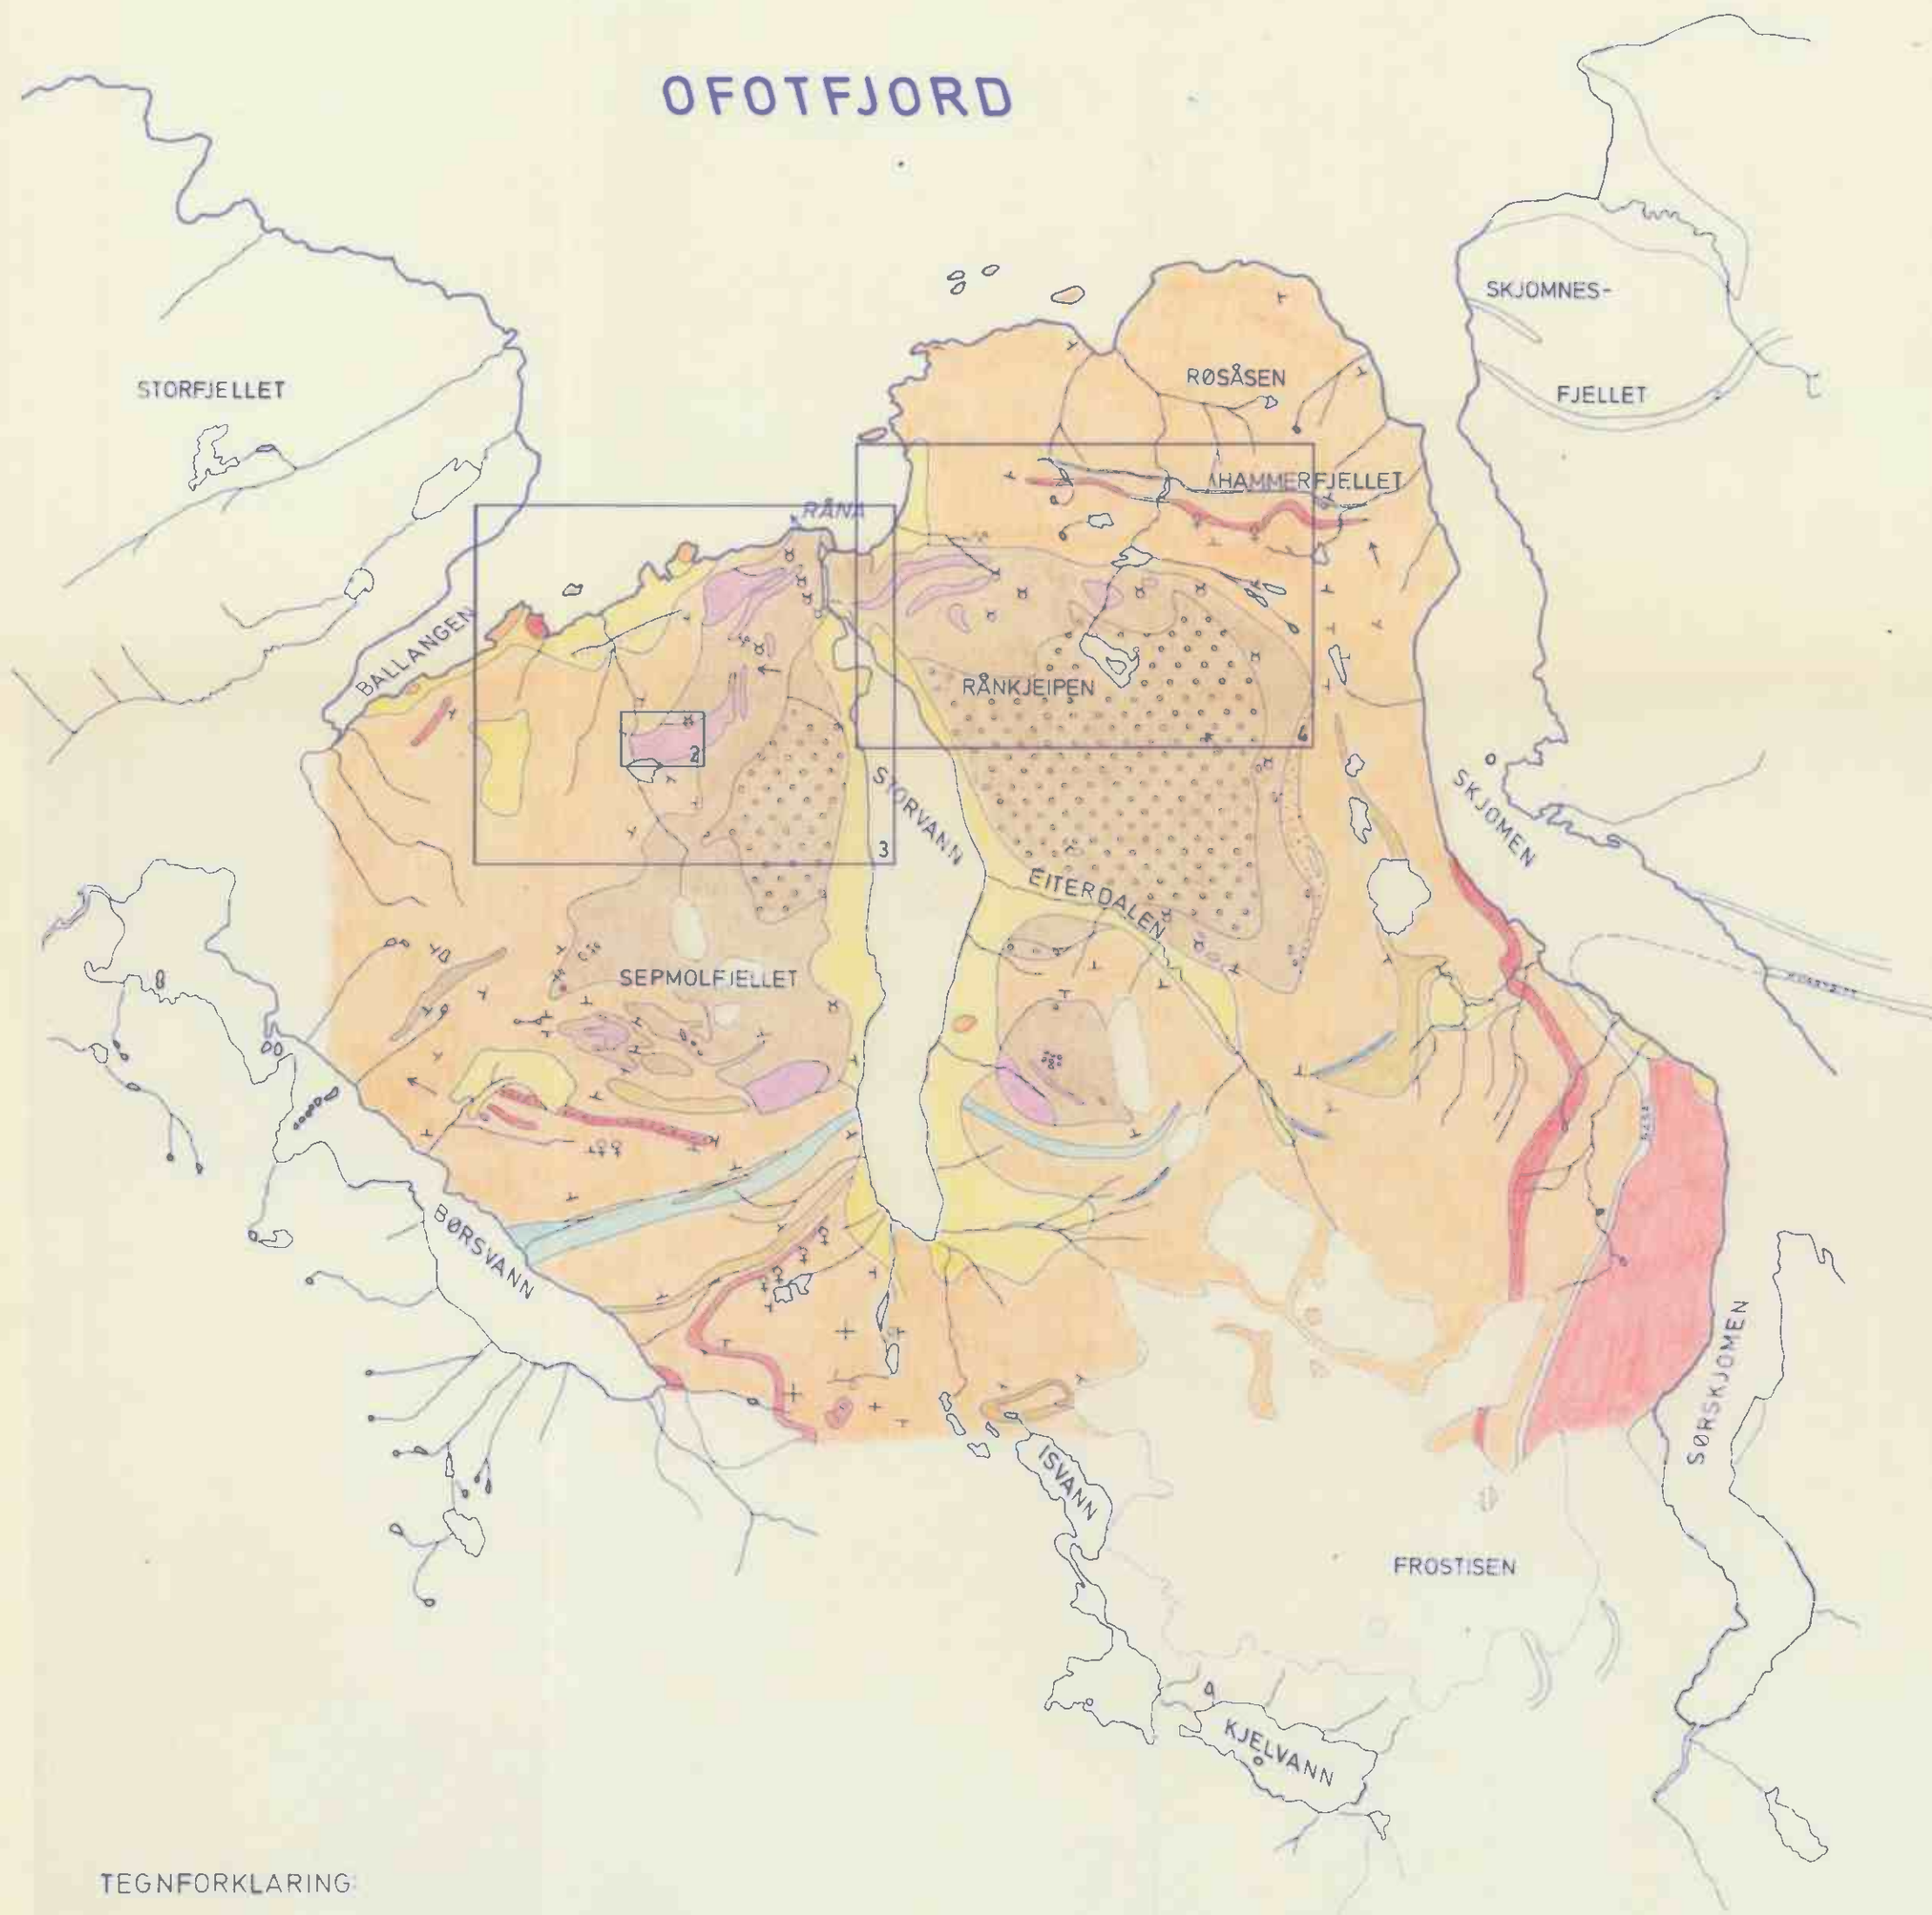 OFOTFJORD
SKJOMNES-
FJELLET
STORFJELLET
RØSÅSEN
HAMMERFJELLET
RÅNA
BALLANGEN
RÅNKJEIPEN
2
3
STORVANN
SKJOMEN
EITERDALEN
SEPMOLFJELLET
BØRSVANN
SØRSKJOMEN
ISVANN
FROSTISEN
KJELVANN
TEGNFORKLARING: